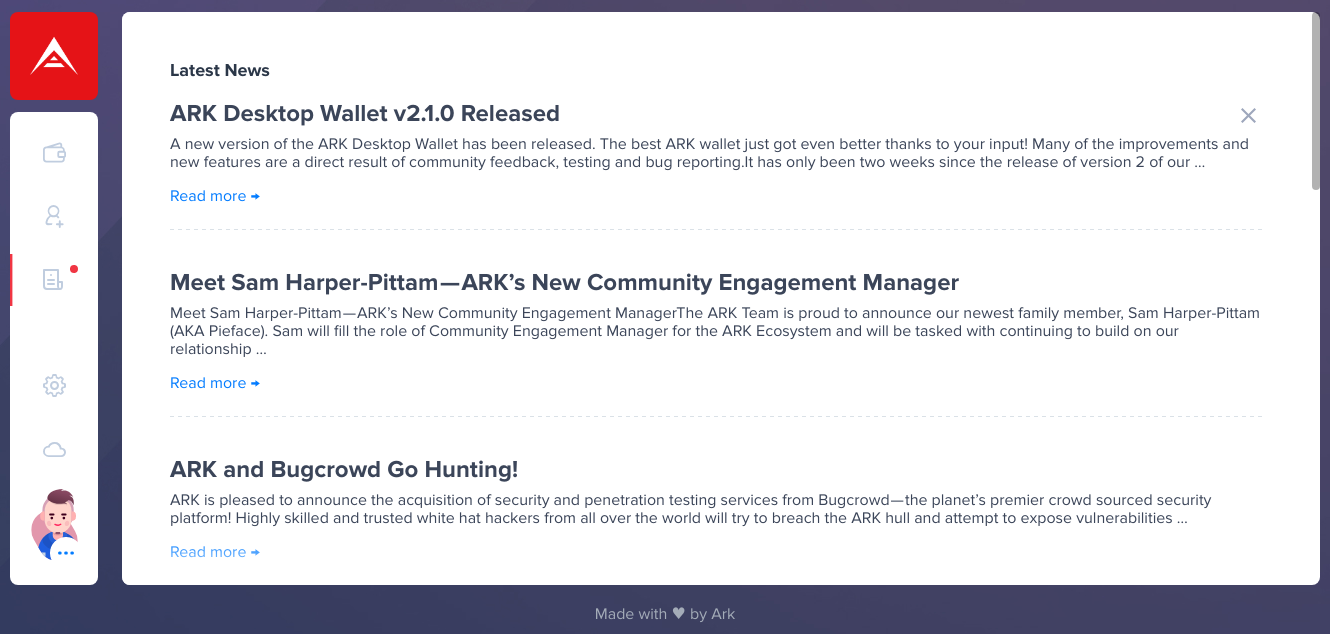 Latest News
ARK Desktop Wallet v2.1.0 Released
A new version of the ARK Desktop Wallet has been released. The best ARK wallet just got even better thanks to your input! Many of the improvements and
new features are a direct result of community feedback, testing and bug reporting.It has only been two weeks since the release of version 2 of our ...
Read more →
Meet Sam Harper-Pittam — ARK’s New Community Engagement Manager
Meet Sam Harper-Pittam — ARK’s New Community Engagement ManagerThe ARK Team is proud to announce our newest family member, Sam Harper-Pittam
(AKA Pieface). Sam will fill the role of Community Engagement Manager for the ARK Ecosystem and will be tasked with continuing to build on our
relationship ...
Read more →
ARK and Bugcrowd Go Hunting!
ARK is pleased to announce the acquisition of security and penetration testing services from Bugcrowd — the planet’s premier crowd sourced security
platform! Highly skilled and trusted white hat hackers from all over the world will try to breach the ARK hull and attempt to expose vulnerabilities ...
Read more →
Made with ♥ by Ark